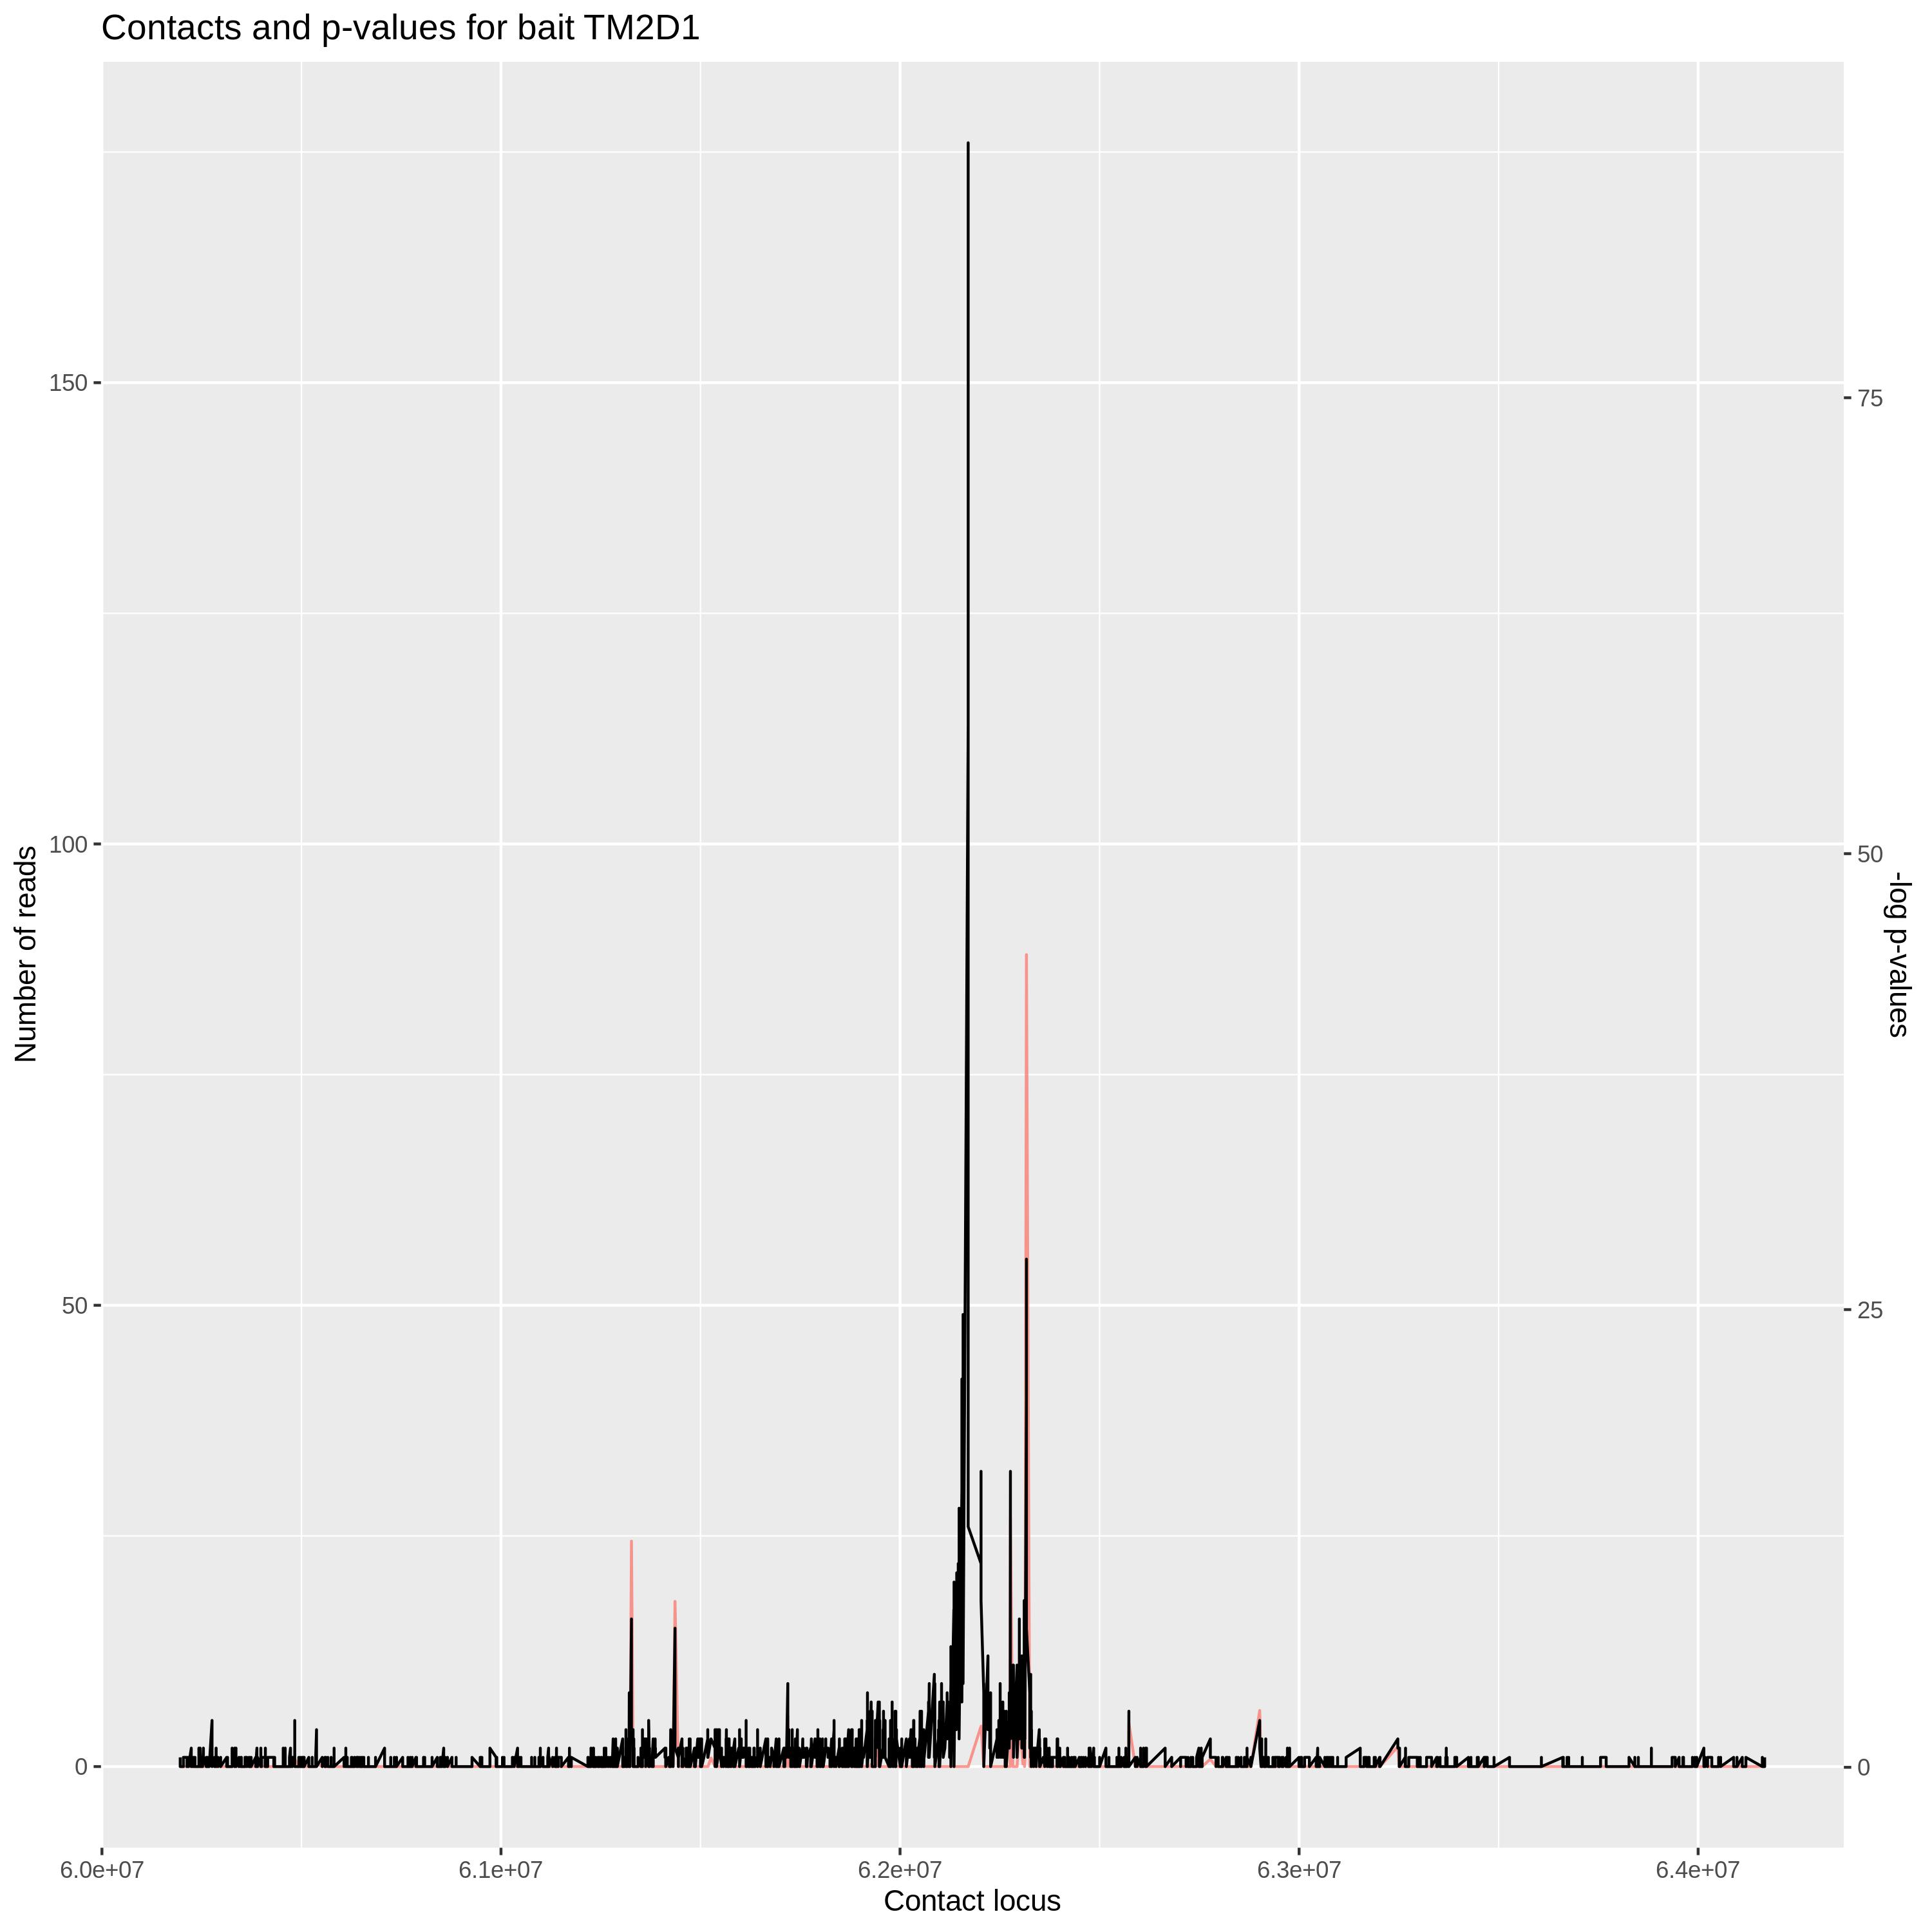 Contacts and p-values for bait TM2D1
150
100
50
0
Number of reads
75
50
25
0
-log p-values
6.0e+07
6.1e+07
6.2e+07
6.3e+07
6.4e+07
Contact locus